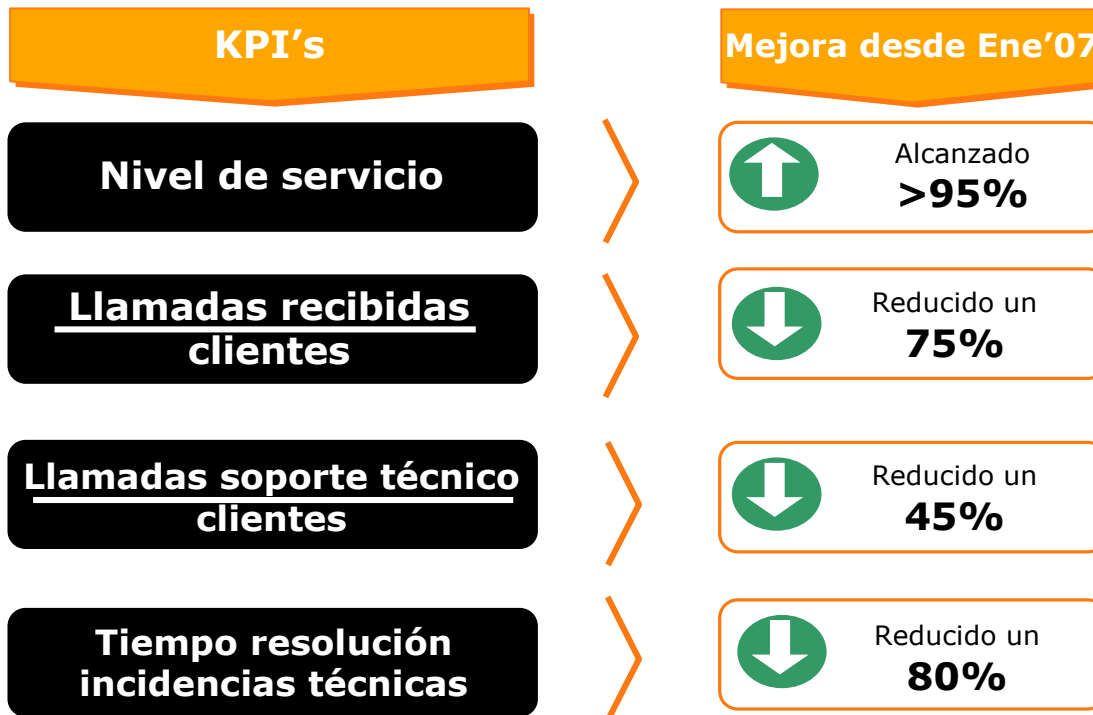 KPI’s
Mejora desde Ene’07
Nivel de servicio
Alcanzado
>95%
Llamadas recibidas
clientes
Reducido un
75%
Llamadas soporte técnico
clientes
Reducido un
45%
Tiempo resolución
incidencias técnicas
Reducido un
80%